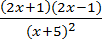 (2x+1)(2x-1)
(x+5)²